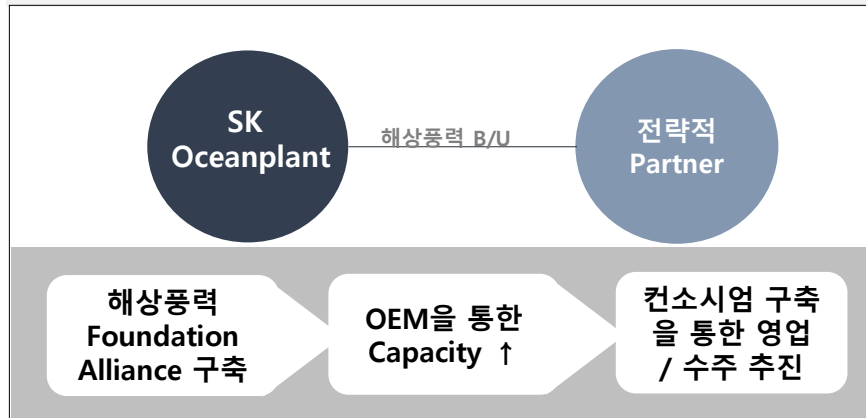 SK
Oceanplant
해상풍력 B/U
전략적
Partner
해상풍력
Foundation
Alliance 구축
OEM을 통한
Capacity ↑
컨소시엄 구축
을 통한 영업
/ 수주 추진